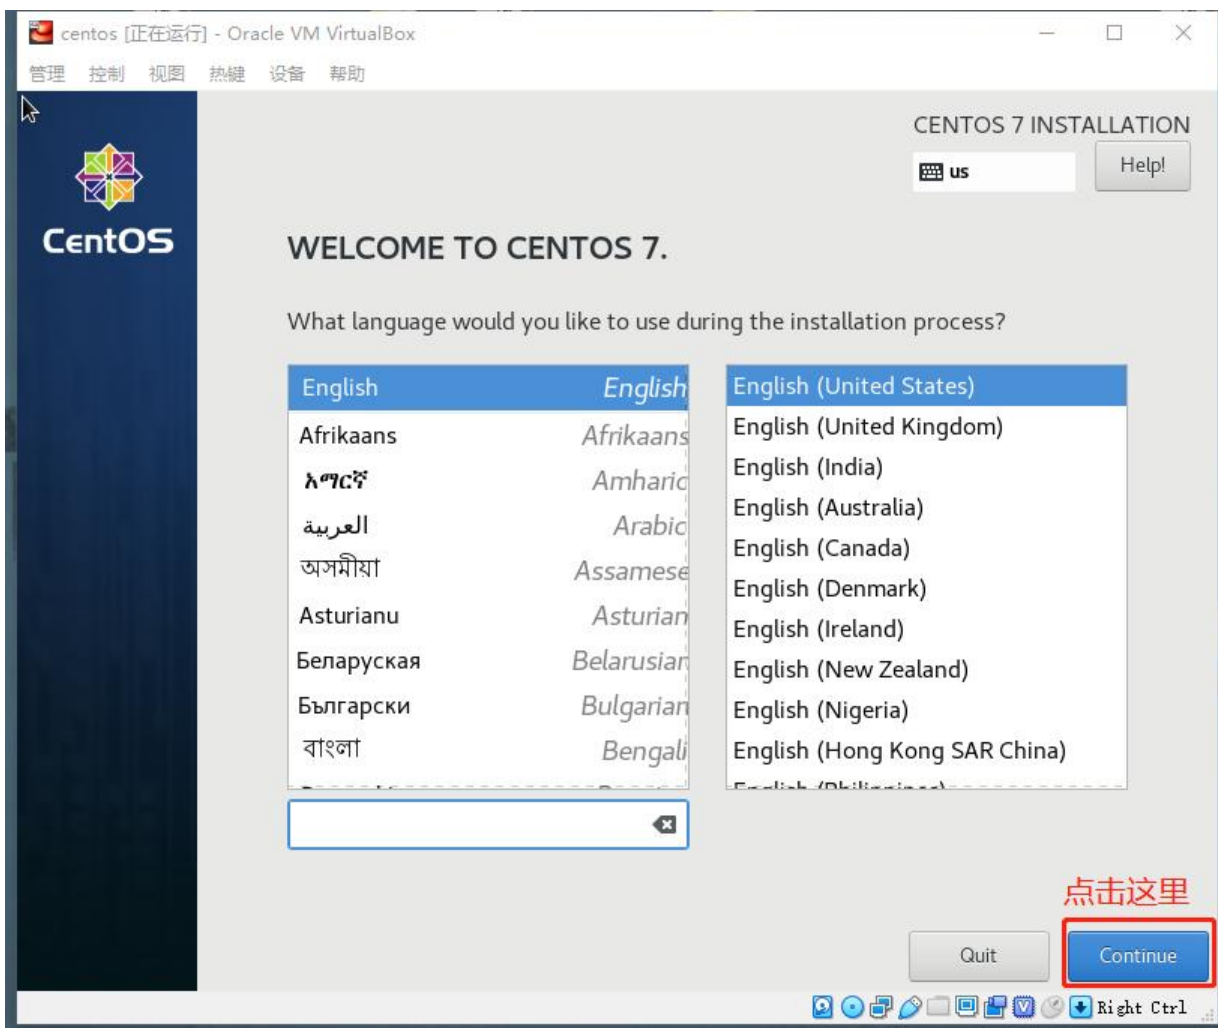 centos [正在运行] - Oracle VM VirtualBox
管理 控制 视图 热键 设备 帮助
CENTOS 7 INSTALLATION
us
Help!
CentOS
WELCOME TO CENTOS 7.
What language would you like to use during the installation process?
English English
Afrikaans Afrikaans
አማርኛ Amharic
العربية Arabic
অসমীয়া Assamese
Asturianu Asturian
Беларуская Belarusian
Български Bulgarian
বাংলা Bengali
English (United States)
English (United Kingdom)
English (India)
English (Australia)
English (Canada)
English (Denmark)
English (Ireland)
English (New Zealand)
English (Nigeria)
English (Hong Kong SAR China)
English (Philippines)
点击这里
Quit
Continue
Right Ctrl